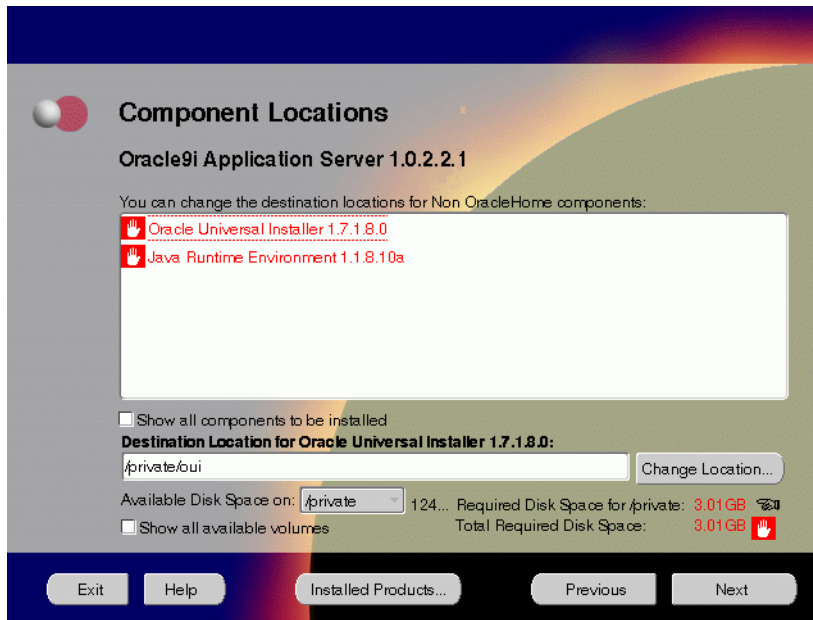 Component Locations
Oracle9i Application Server 1.0.2.2.1
You can change the destination locations for Non OracleHome components:
Oracle Universal Installer 1.7.1.8.0
Java Runtime Environment 1.1.8.10a
Show all components to be installed
Destination Location for Oracle Universal Installer 1.7.1.8.0:
/private/oui
Change Location...
Available Disk Space on: /private 124... Required Disk Space for /private: 3.01GB
Show all available volumes Total Required Disk Space: 3.01GB
Exit Help Installed Products... Previous Next